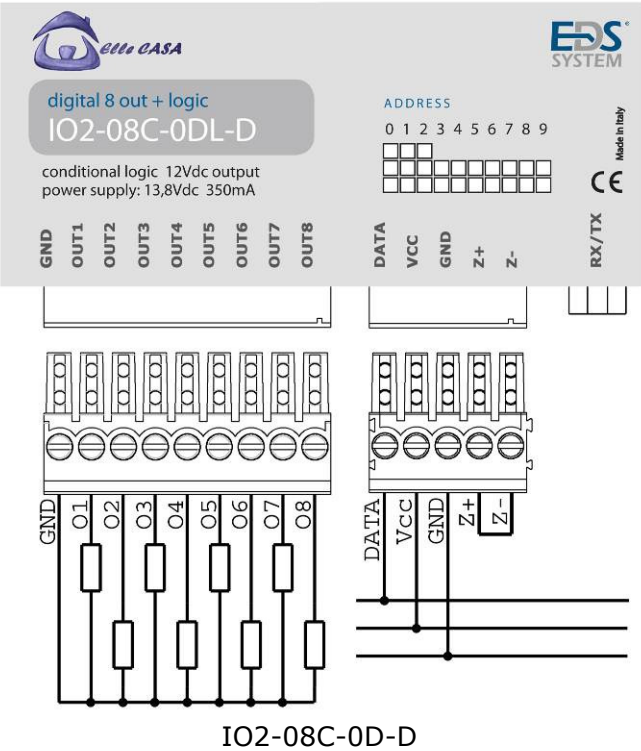 ello CASA
EDS
SYSTEM
digital 8 out + logic
IO2-08C-0DL-D
ADDRESS
0 1 2 3 4 5 6 7 8 9
Made in Italy
conditional logic 12Vdc output
power supply: 13,8Vdc 350mA
CE
GND OUT1 OUT2 OUT3 OUT4 OUT5 OUT6 OUT7 OUT8 DATA VCC GND Z+ Z- RX/TX
GND O1 O2 O3 O4 O5 O6 O7 O8 DATA Vcc GND Z+ Z-
IO2-08C-0D-D